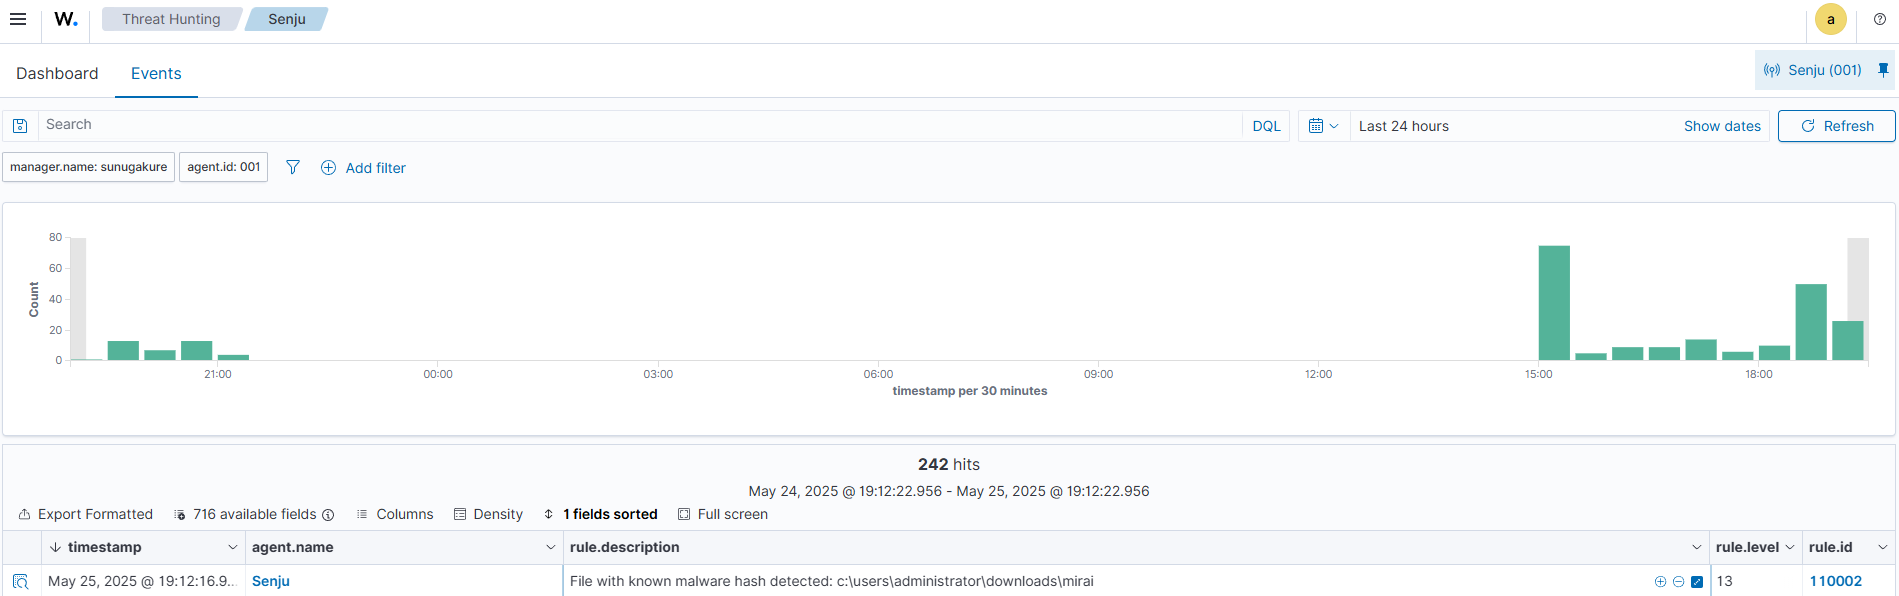 W. Threat Hunting Senju a
Dashboard Events Senju (001)
Search DQL Last 24 hours Show dates Refresh
manager.name: sunugakure agent.id: 001 Add filter
80
60
40
20
0
Count
21:00 00:00 03:00 06:00 09:00 12:00 15:00 18:00
timestamp per 30 minutes
242 hits
May 24, 2025 @ 19:12:22.956 - May 25, 2025 @ 19:12:22.956
Export Formatted 716 available fields Columns Density 1 fields sorted Full screen
timestamp agent.name rule.description rule.level rule.id
May 25, 2025 @ 19:12:16.9... Senju File with known malware hash detected: c:\users\administrator\downloads\mirai 13 110002